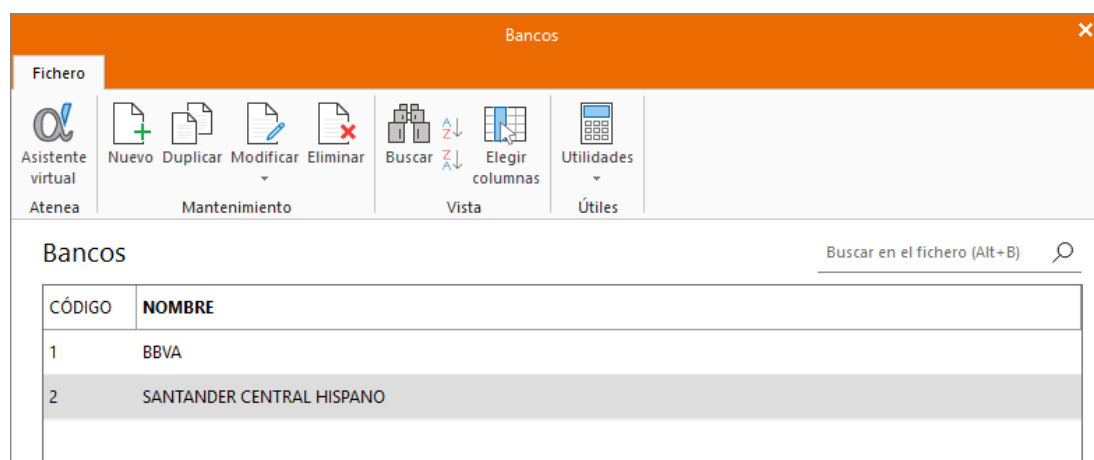 Bancos
Fichero
Asistente virtual
Nuevo Duplicar Modificar Eliminar
Buscar
A
Z
Z
A
Elegir columnas
Utilidades
Atenea Mantenimiento Vista Útiles
Bancos
Buscar en el fichero (Alt+B)
CÓDIGO NOMBRE
1 BBVA
2 SANTANDER CENTRAL HISPANO